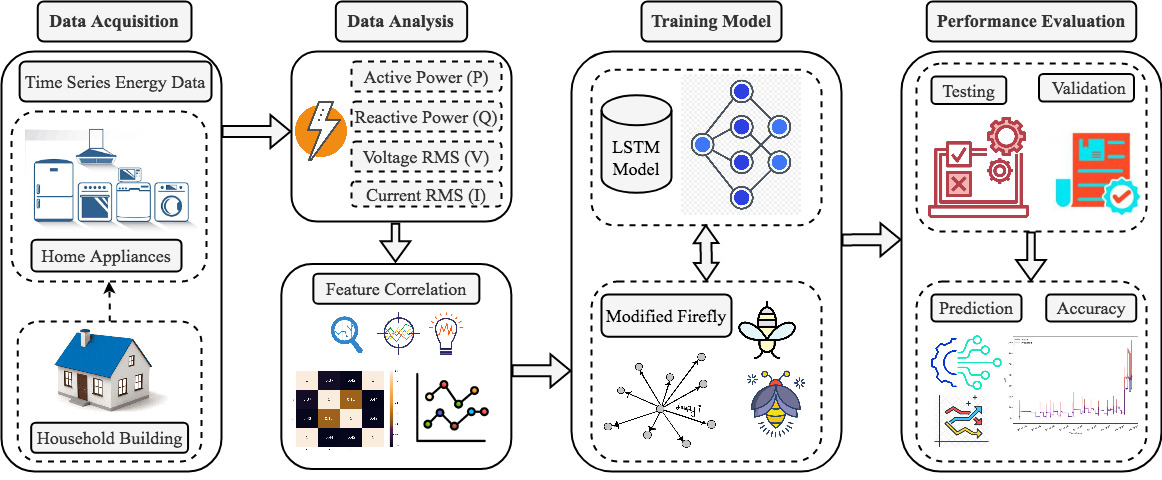 Data Acquisition
Data Analysis
Training Model
Performance Evaluation
Time Series Energy Data
Home Appliances
Household Building
Active Power (P)
Reactive Power (Q)
Voltage RMS (V)
Current RMS (I)
Feature Correlation
LSTM
Model
Modified Firefly
Testing
Validation
Prediction
Accuracy